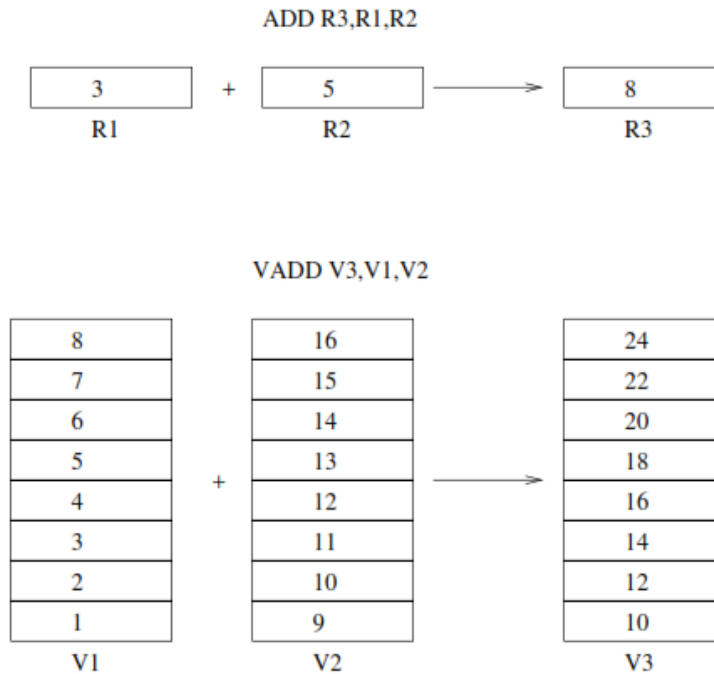 ADD R3,R1,R2
3 + 5 8
R1 R2 R3
VADD V3,V1,V2
8 16 24
7 15 22
6 14 20
5 13 18
+
4 12 16
3 11 14
2 10 12
1 9 10
V1 V2 V3